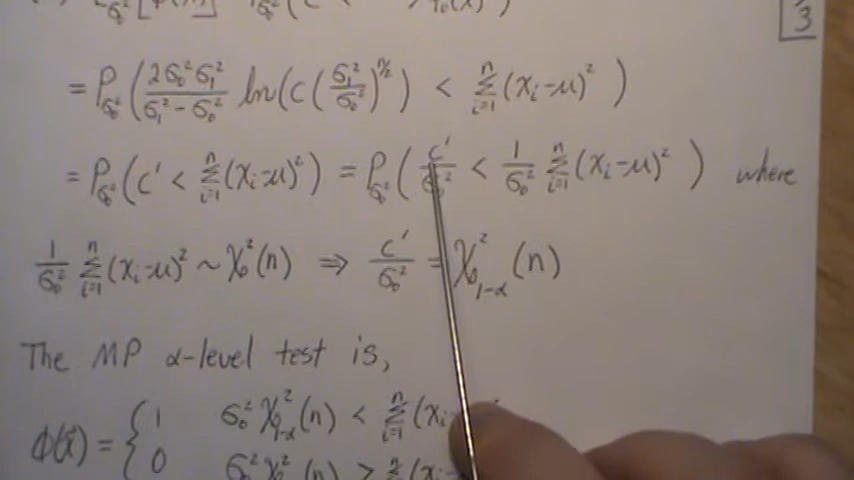 3
= P_{σ₀²}( 2σ₀²σ₁² / (σ₁² − σ₀²) ln(c(σ₁²/σ₀²)^{n/2}) < Σ_{i=1}^{n}(xᵢ−μ)² )
= P_{σ₀²}(c' < Σ_{i=1}^{n}(xᵢ−μ)²) = P_{σ₀²}( c'/σ₀² < 1/σ₀² Σ_{i=1}^{n}(xᵢ−μ)² ) where
1/σ₀² Σ_{i=1}^{n}(xᵢ−μ)² ~ χ²(n) ⇒ c'/σ₀² = χ²_{1−α}(n)
The MP α-level test is,
φ(x⃗) = { 1 σ₀² χ²_{1−α}(n) < Σ_{i=1}^{n}(xᵢ
0 σ₀² χ²(n) > Σ(xᵢ